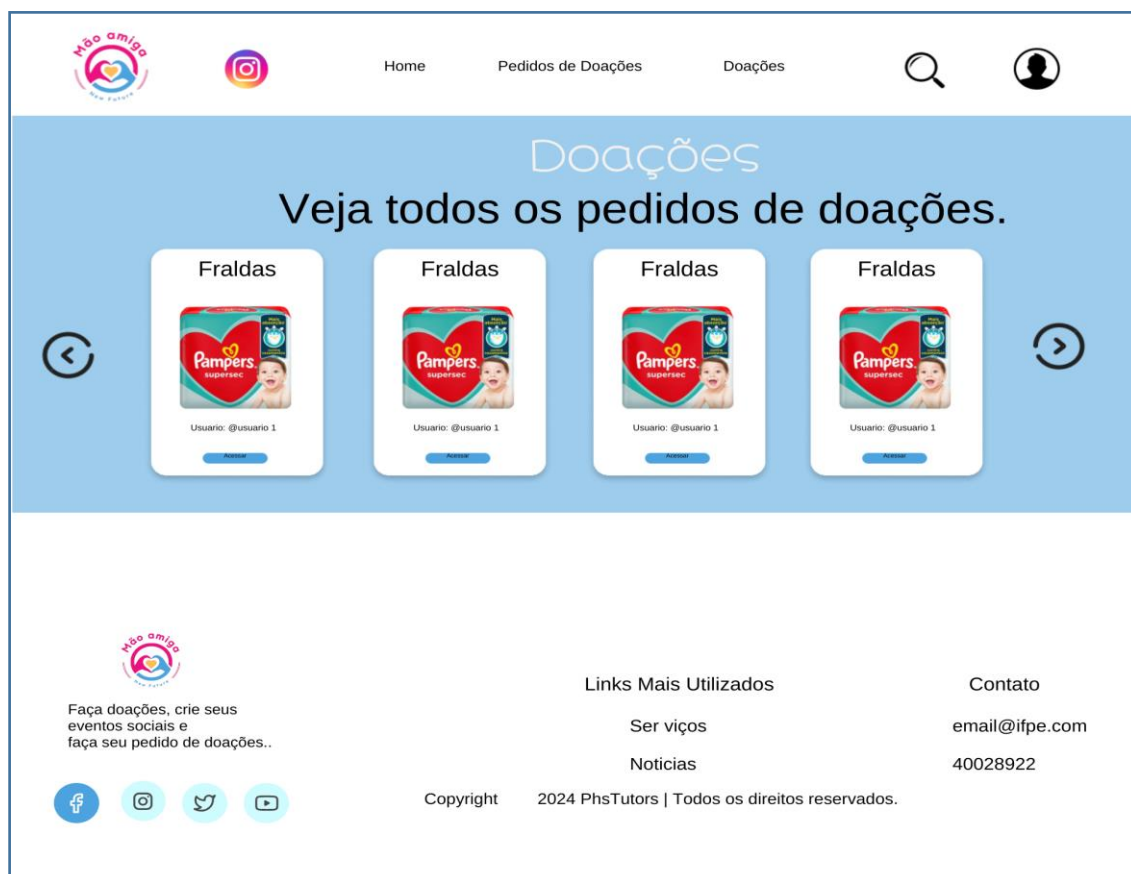 Mão amiga
New Future
Home
Pedidos de Doações
Doações
Doações
Veja todos os pedidos de doações.
Fraldas
Fraldas
Fraldas
Fraldas
Pampers
supersec
Pampers
supersec
Pampers
supersec
Pampers
supersec
Usuario: @usuario 1
Usuario: @usuario 1
Usuario: @usuario 1
Usuario: @usuario 1
Acessar
Acessar
Acessar
Acessar
Mão amiga
New Future
Faça doações, crie seus
eventos sociais e
faça seu pedido de doações..
Links Mais Utilizados
Ser viços
Noticias
Contato
email@ifpe.com
40028922
Copyright 2024 PhsTutors | Todos os direitos reservados.